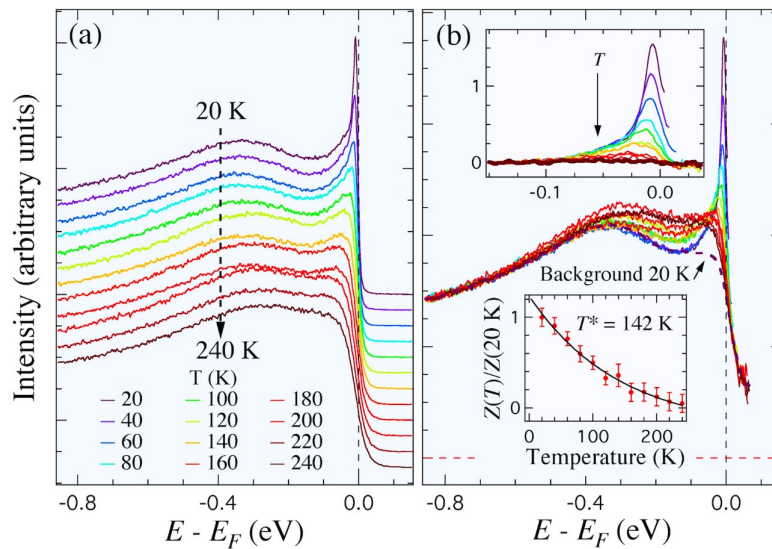 (a)
20 K
240 K
T (K)
20 100 180
40 120 200
60 140 220
80 160 240
-0.8 -0.4 0.0
E - E_F (eV)
Intensity (arbitrary units)
(b)
T
1
0
-0.1 0.0
Background 20 K
T* = 142 K
1
0
Z(T)/Z(20 K)
0 100 200
Temperature (K)
-0.8 -0.4 0.0
E - E_F (eV)